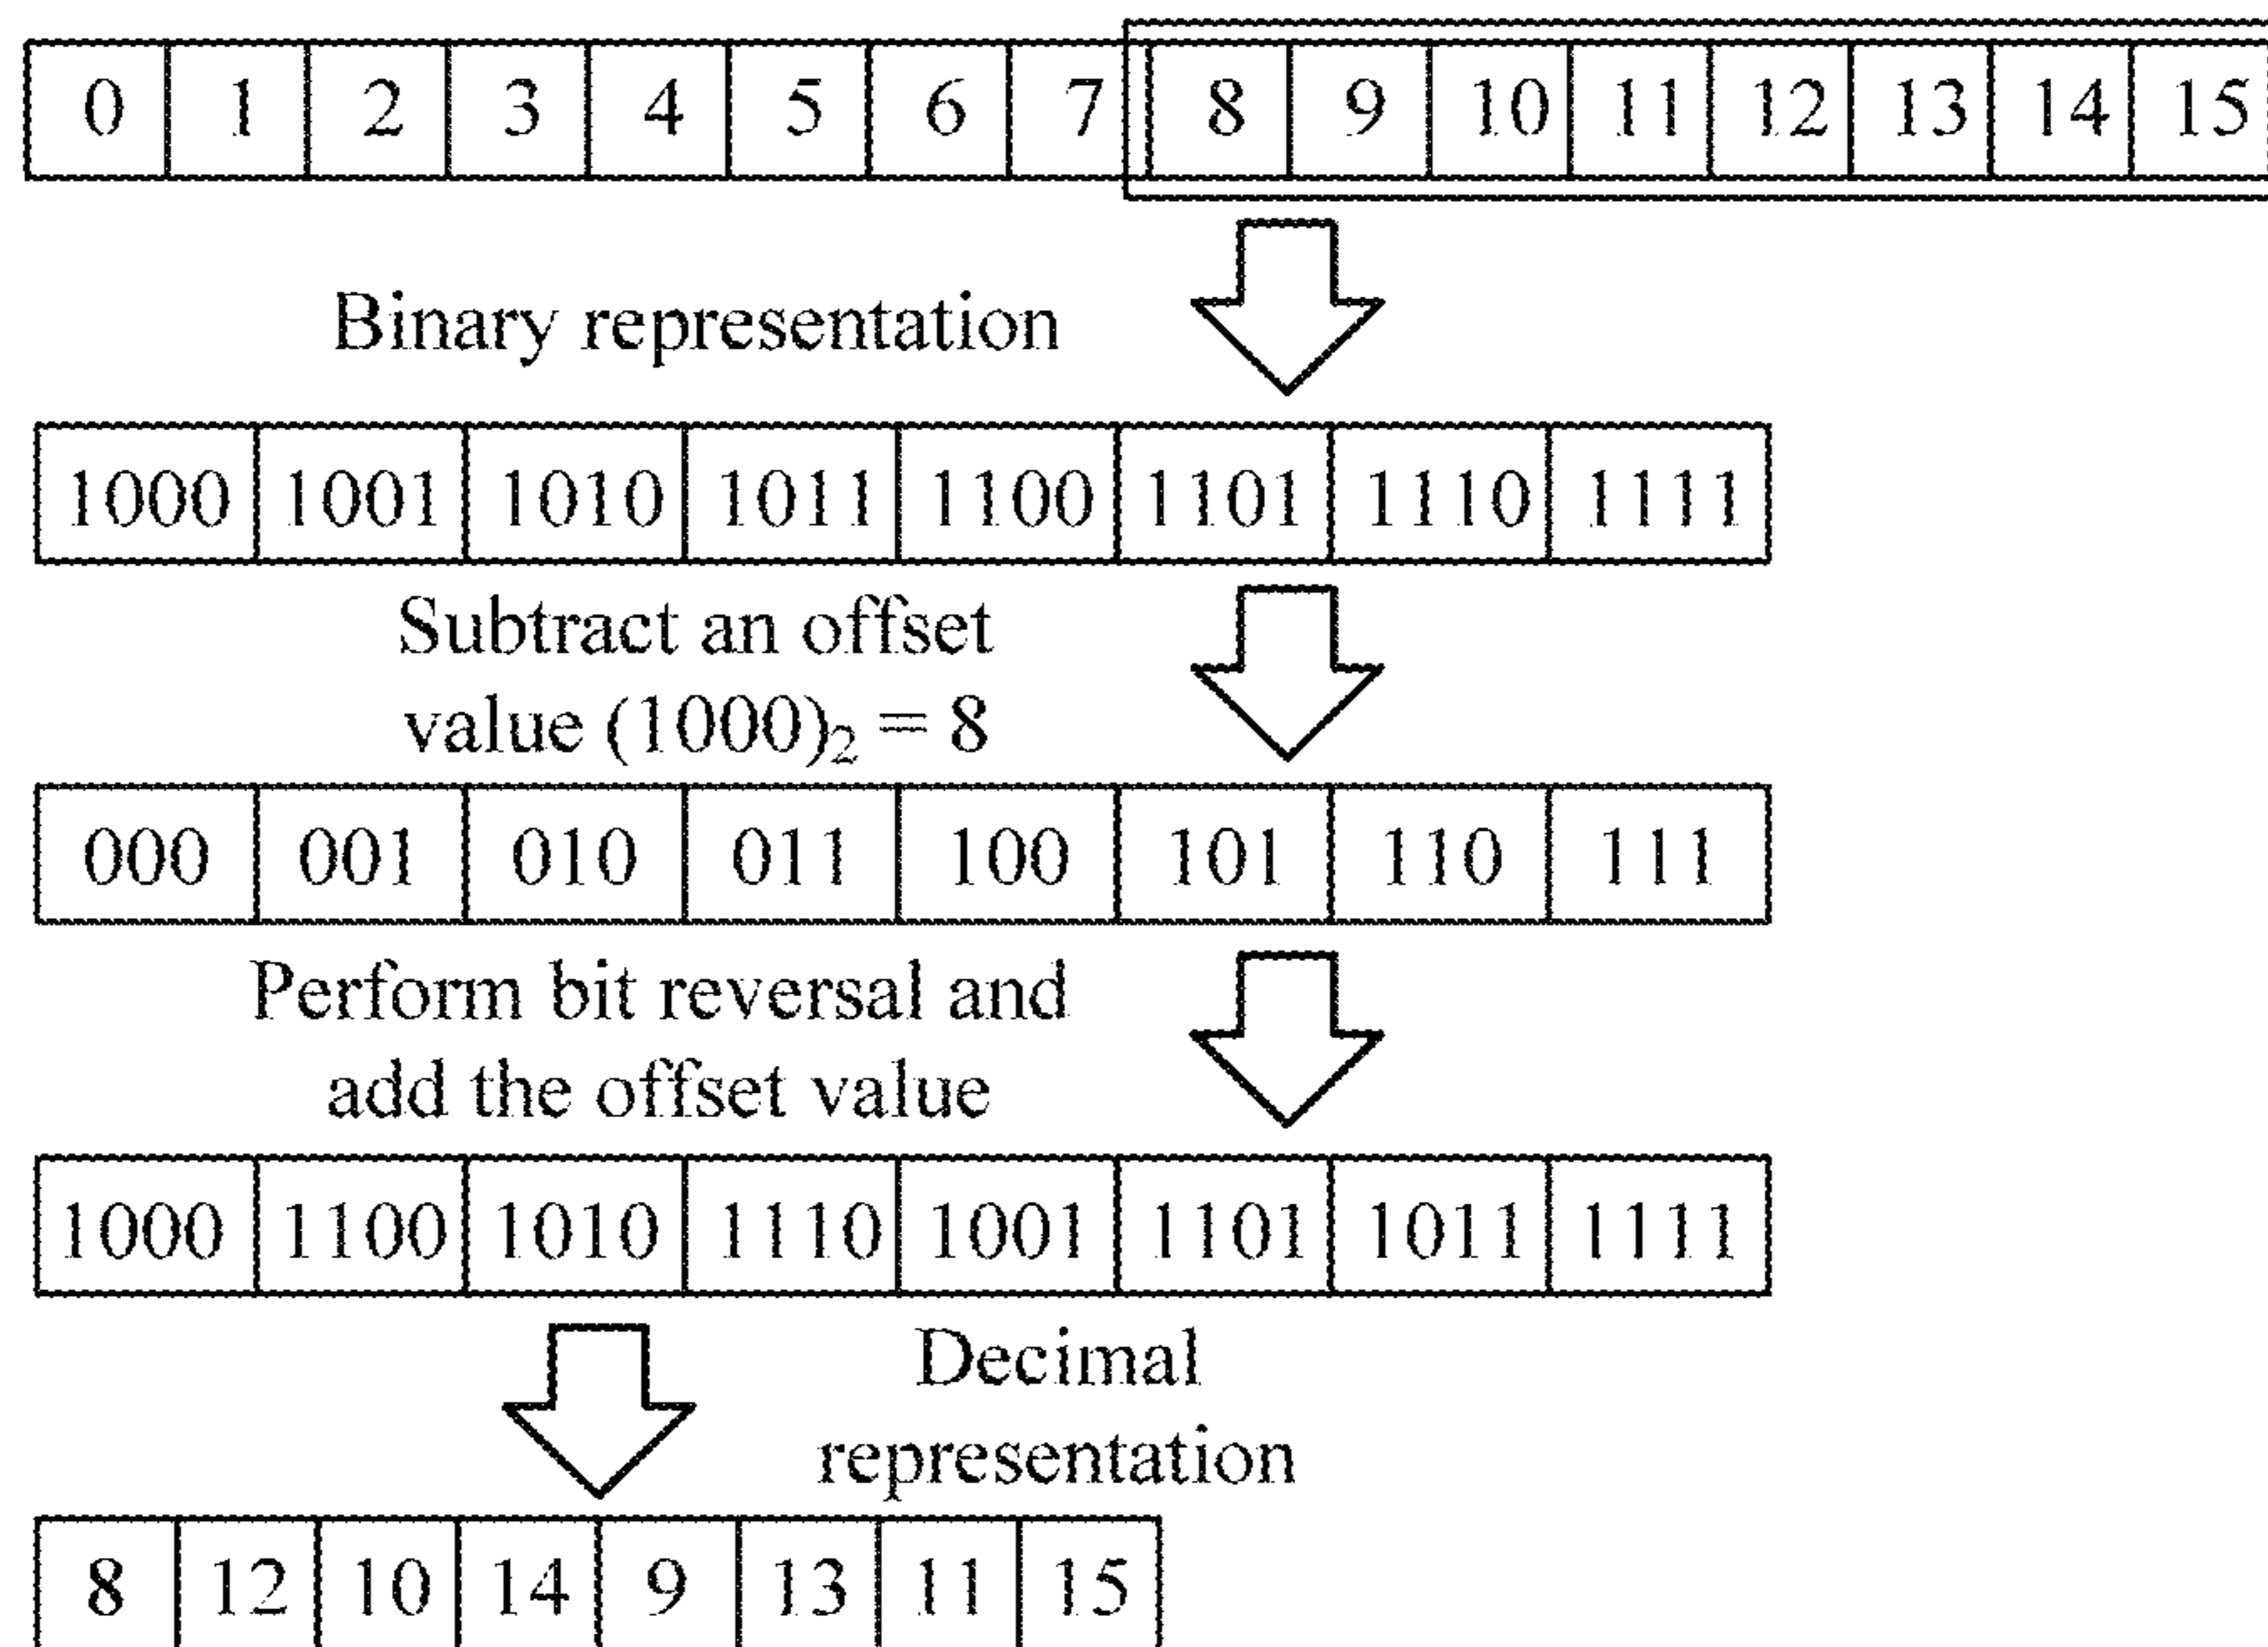 0 1 2 3 4 5 6 7 8 9 10 11 12 13 14 15
Binary representation
1000 1001 1010 1011 1100 1101 1110 1111
Subtract an offset
value (1000)₂ = 8
000 001 010 011 100 101 110 111
Perform bit reversal and
add the offset value
1000 1100 1010 1110 1001 1101 1011 1111
Decimal
representation
8 12 10 14 9 13 11 15